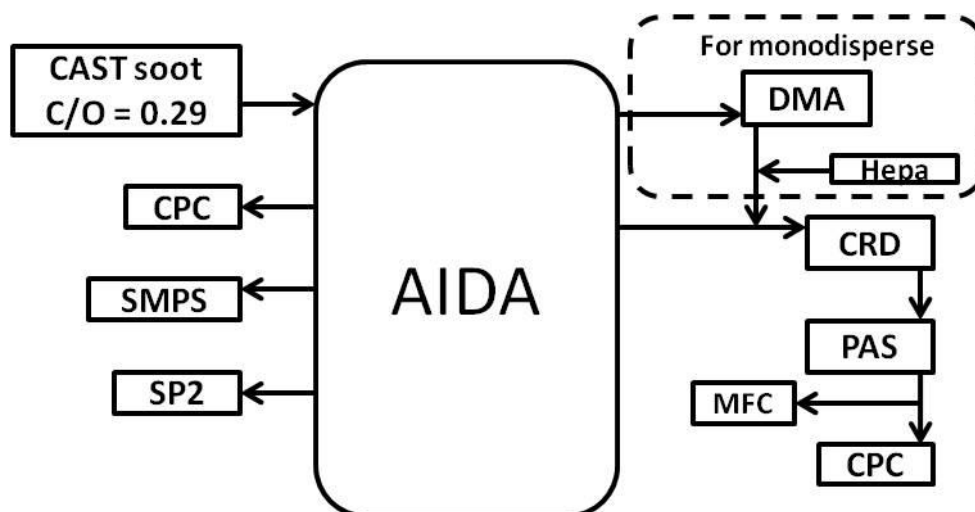 CAST soot
C/O = 0.29
CPC
SMPS
SP2
AIDA
For monodisperse
DMA
Hepa
CRD
PAS
MFC
CPC